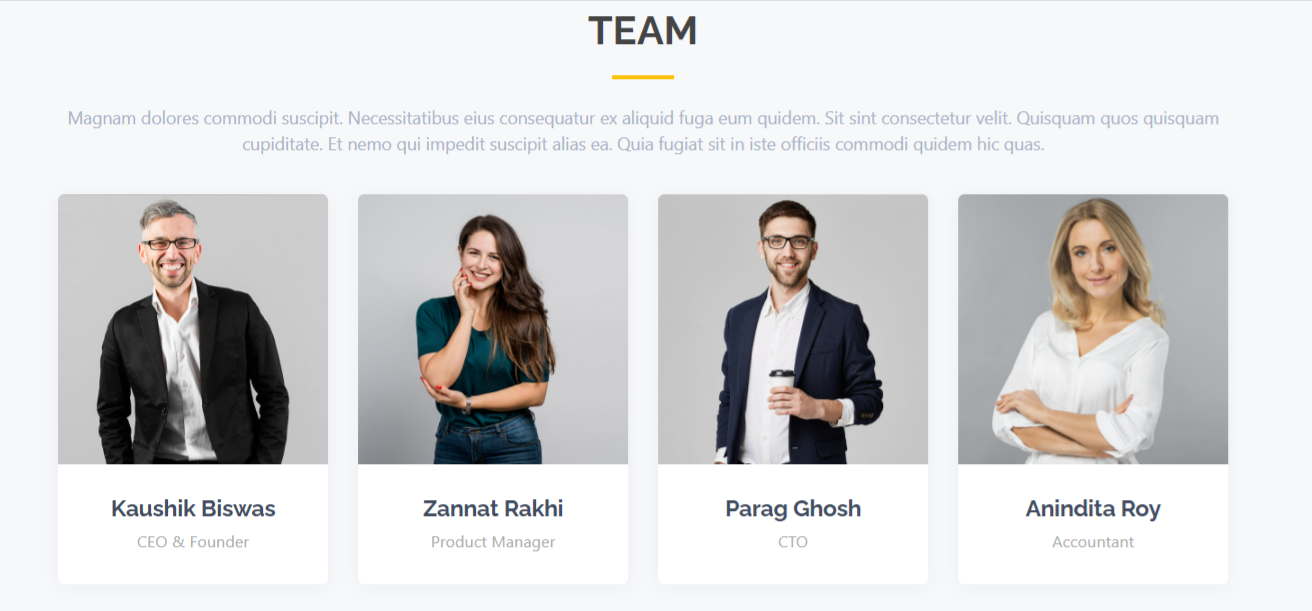 TEAM
Magnam dolores commodi suscipit. Necessitatibus eius consequatur ex aliquid fuga eum quidem. Sit sint consectetur velit. Quisquam quos quisquam
cupiditate. Et nemo qui impedit suscipit alias ea. Quia fugiat sit in iste officiis commodi quidem hic quas.
Kaushik Biswas
CEO & Founder
Zannat Rakhi
Product Manager
Parag Ghosh
CTO
Anindita Roy
Accountant